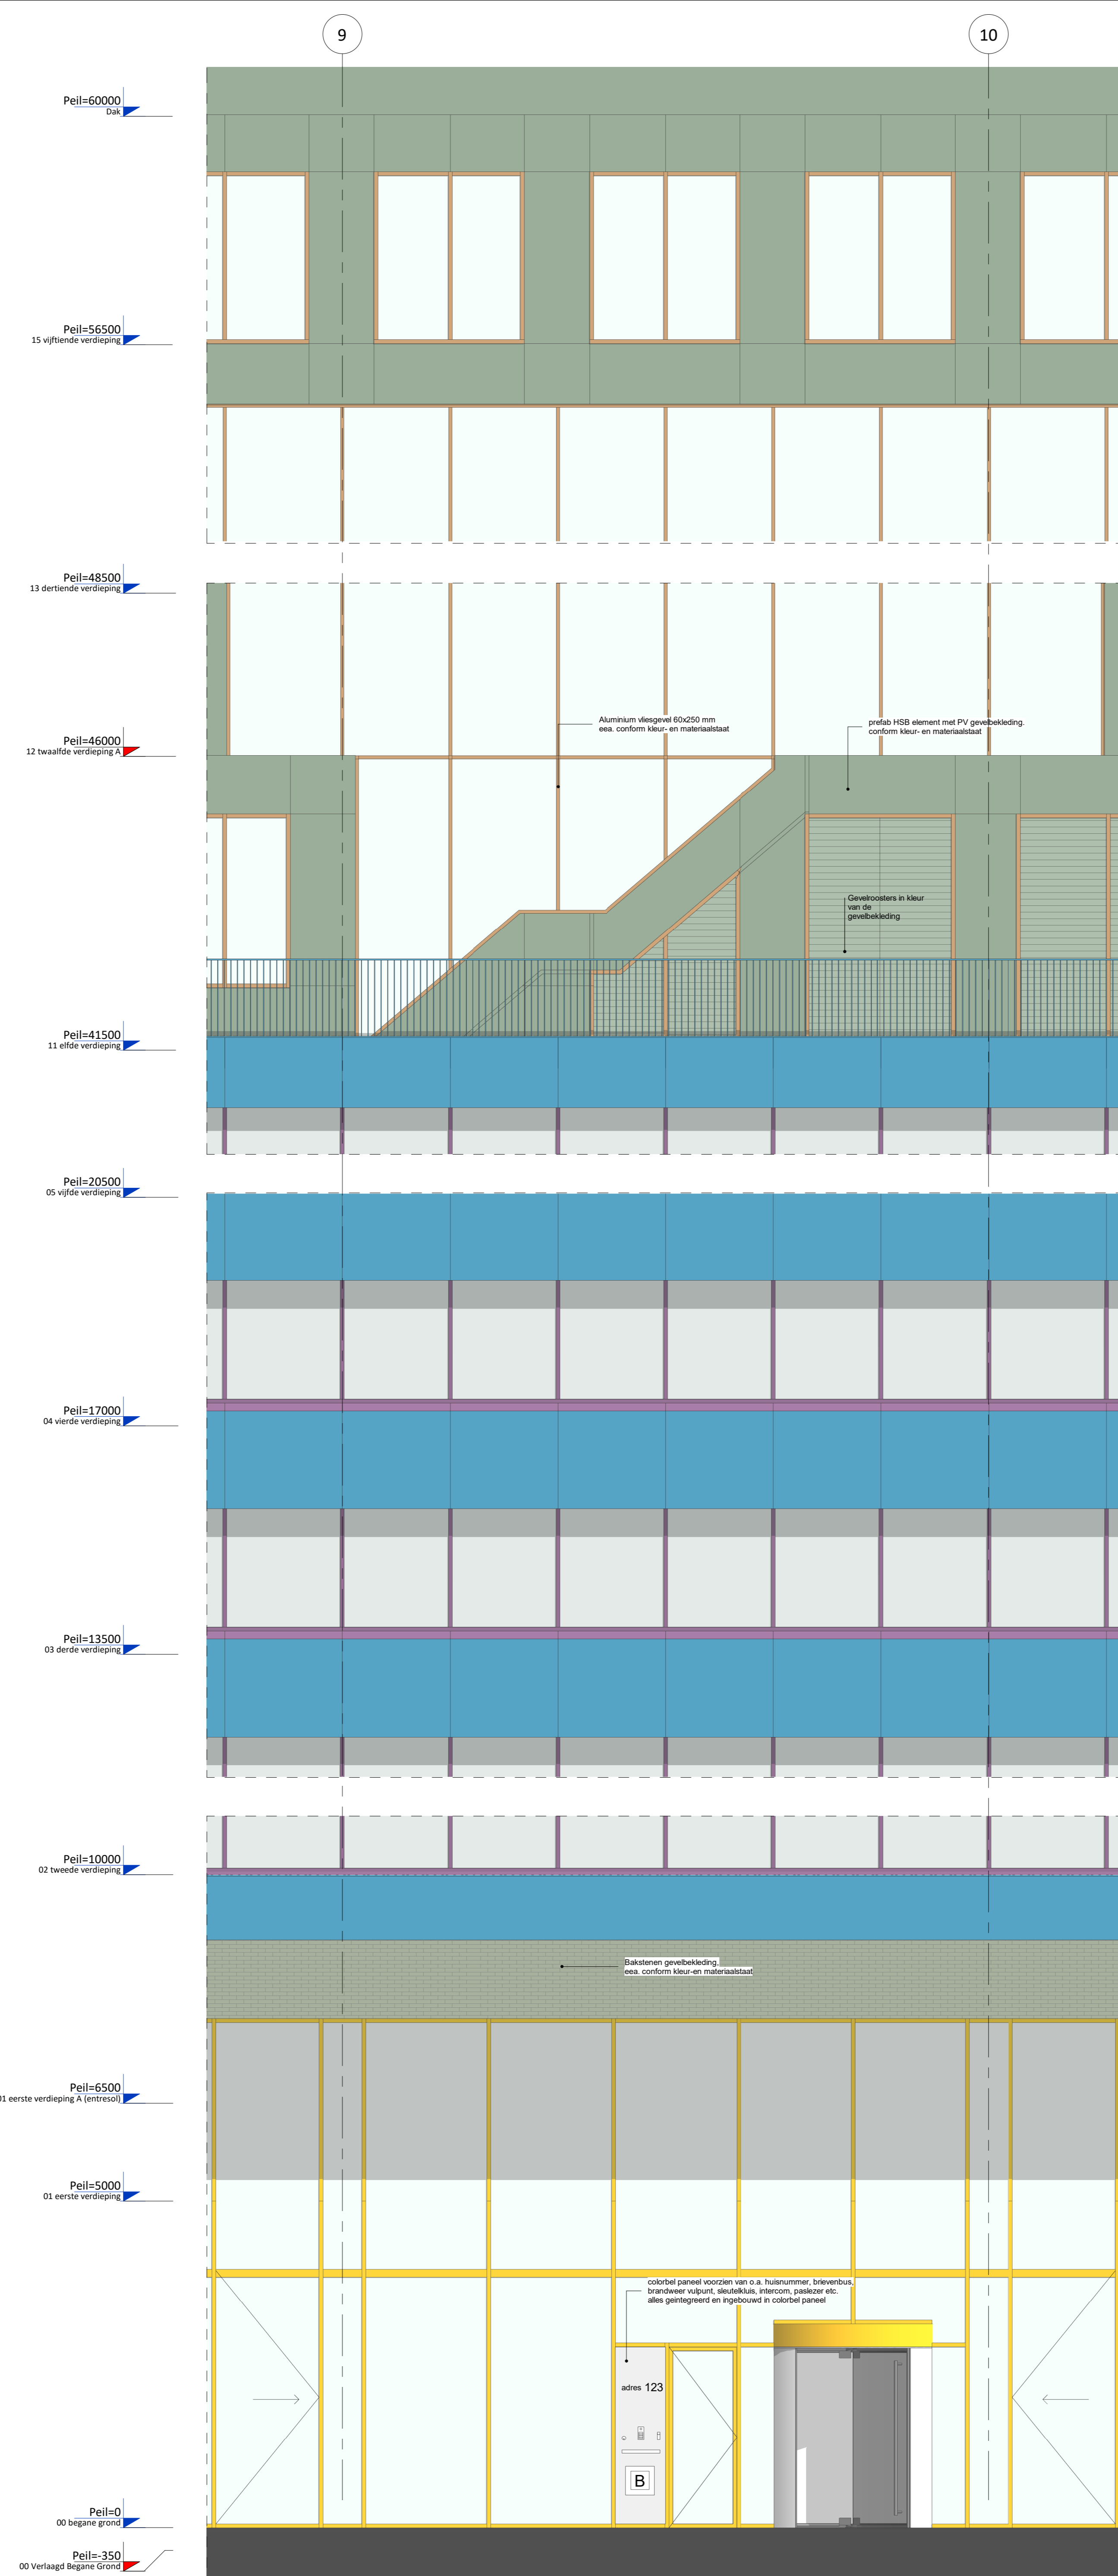 9
10
Peil=60000
Dak
Peil=56500
15 vijftiende verdieping
Peil=48500
13 dertiende verdieping
Aluminium vliesgevel 60x250 mm
eea. conform kleur- en materiaalstaat
prefab HSB element met PV gevelbekleding.
conform kleur- en materiaalstaat
Peil=46000
12 twaalfde verdieping A
Gevelroosters in kleur
van de
gevelbekleding
Peil=41500
11 elfde verdieping
Peil=20500
05 vijfde verdieping
Peil=17000
04 vierde verdieping
Peil=13500
03 derde verdieping
Peil=10000
02 tweede verdieping
Bakstenen gevelbekleding.
eea. conform kleur-en materiaalstaat
Peil=6500
01 eerste verdieping A (entresol)
Peil=5000
01 eerste verdieping
colorbel paneel voorzien van o.a. huisnummer, brievenbus,
brandweer vulpunt, sleutelkluis, intercom, paslezer etc.
alles geintegreerd en ingebouwd in colorbel paneel
adres 123
B
Peil=0
00 begane grond
Peil=-350
00 Verlaagd Begane Grond